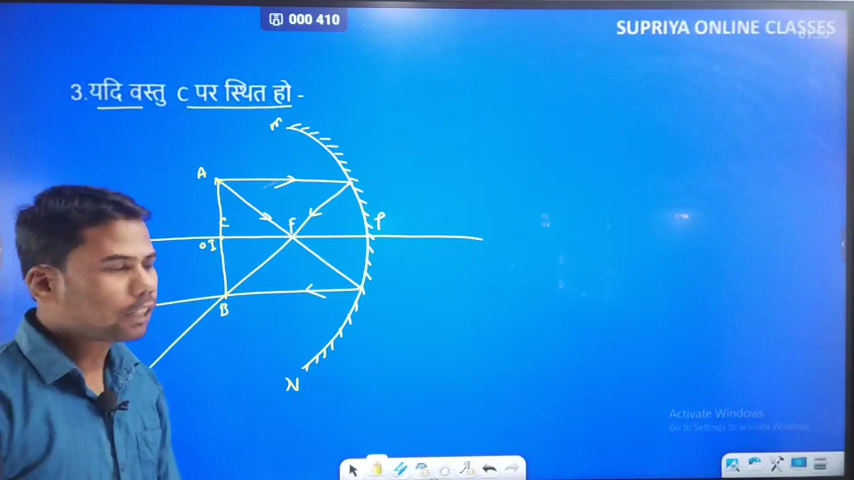 000 410
SUPRIYA ONLINE CLASSES
3.यदि वस्तु C पर स्थित हो -
A
C
F
P
O I
B
N
Activate Windows
Go to Settings to activate Windows.